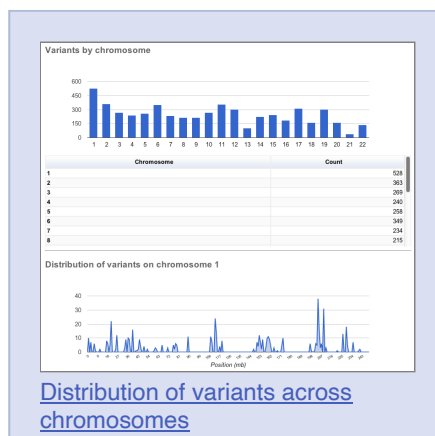 Variants by chromosome
600
450
300
150
0
1 2 3 4 5 6 7 8 9 10 11 12 13 14 15 16 17 18 19 20 21 22
Chromosome Count
1 528
2 363
3 269
4 240
5 258
6 349
7 234
8 215
Distribution of variants on chromosome 1
40
30
20
10
0
Position (mb)
Distribution of variants across
chromosomes